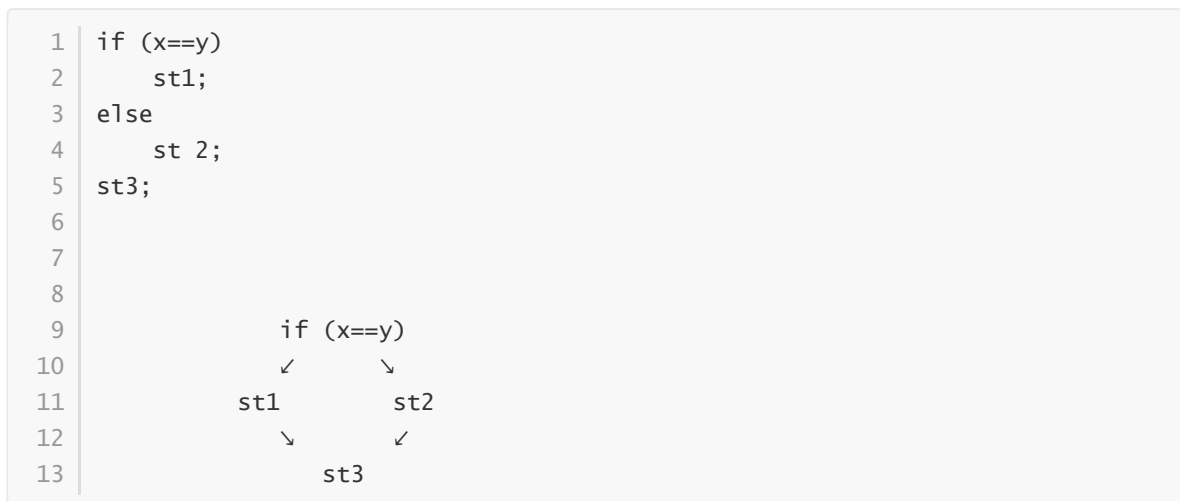 1 if (x==y)
2     st1;
3 else
4     st 2;
5 st3;
6
7
8
9              if (x==y)
10              ↙      ↘
11           st1        st2
12              ↘       ↙
13                 st3